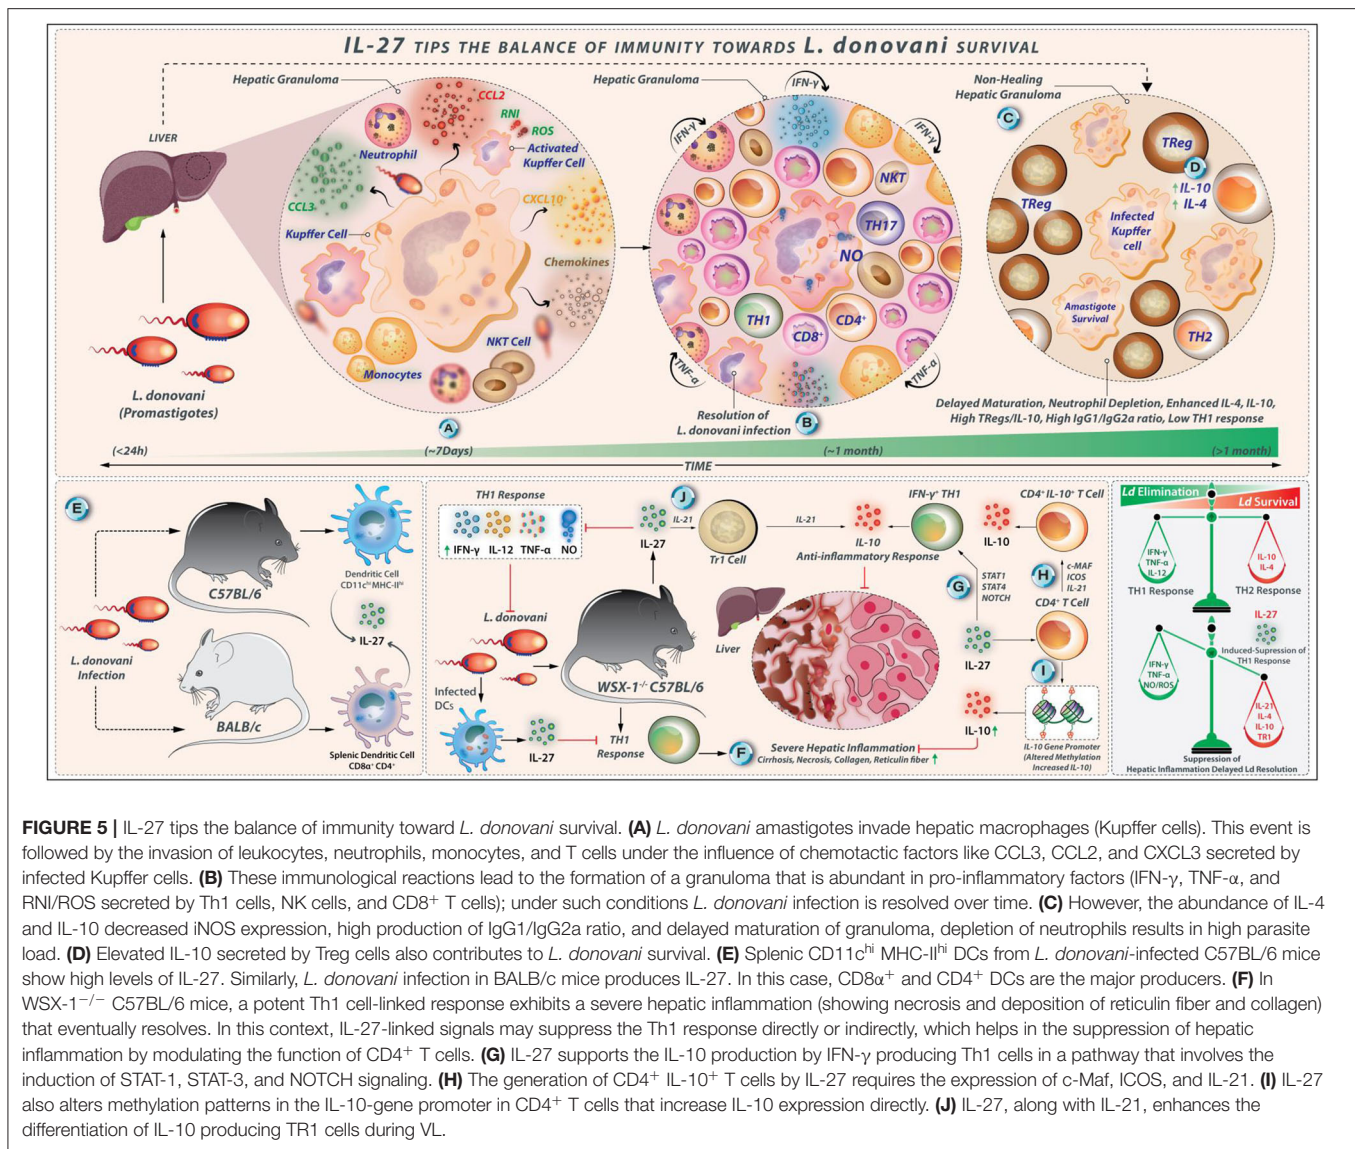 IL-27 TIPS THE BALANCE OF IMMUNITY TOWARDS L. donovani SURVIVAL
Hepatic Granuloma
LIVER
CCL2
RNI
ROS
Neutrophil
Activated
Kupffer Cell
CCL3
CXCL10
Kupffer Cell
Chemokines
NKT Cell
Monocytes
L. donovani
(Promastigotes)
A
Hepatic Granuloma
IFN-γ
IFN-γ
IFN-γ
NKT
TH17
NO
TH1
CD4+
CD8+
TNF-α
TNF-α
Resolution of
L. donovani infection
B
Non-Healing
Hepatic Granuloma
C
TReg
D
↑ IL-10
↑ IL-4
TReg
Infected
Kupffer
cell
Amastigote
Survival
TH2
Delayed Maturation, Neutrophil Depletion, Enhanced IL-4, IL-10,
High TRegs/IL-10, High IgG1/IgG2a ratio, Low TH1 response
(<24h)
(~7Days)
(~1 month)
(>1 month)
TIME
E
C57BL/6
Dendritic Cell
CD11chi MHC-IIhi
IL-27
L. donovani
Infection
BALB/c
Splenic Dendritic Cell
CD8α+ CD4+
TH1 Response
↑ IFN-γ IL-12 TNF-α NO
J
IL-21
IL-27
Tr1 Cell
IL-21
IL-10
Anti-inflammatory Response
IFN-γ+ TH1
CD4+ IL-10+ T Cell
IL-10
L. donovani
Infected
DCs
IL-27
WSX-1-/- C57BL/6
TH1
Response
Liver
G
STAT1
STAT4
NOTCH
H
c-MAF
ICOS
IL-21
CD4+ T Cell
IL-27
I
IL-10 ↑
IL-10 Gene Promoter
(Altered Methylation
Increased IL-10)
F
Severe Hepatic Inflammation
Cirrhosis, Necrosis, Collagen, Reticulin fiber ↑
Ld Elimination
Ld Survival
IFN-γ
TNF-α
IL-12
TH1 Response
IL-10
IL-4
TH2 Response
IL-27
Induced-Supression of
TH1 Response
IFN-γ
TNF-α
NO/ROS
IL-21
IL-4
IL-10
TR1
Suppression of
Hepatic Inflammation Delayed Ld Resolution
FIGURE 5 | IL-27 tips the balance of immunity toward L. donovani survival. (A) L. donovani amastigotes invade hepatic macrophages (Kupffer cells). This event is
followed by the invasion of leukocytes, neutrophils, monocytes, and T cells under the influence of chemotactic factors like CCL3, CCL2, and CXCL3 secreted by
infected Kupffer cells. (B) These immunological reactions lead to the formation of a granuloma that is abundant in pro-inflammatory factors (IFN-γ, TNF-α, and
RNI/ROS secreted by Th1 cells, NK cells, and CD8+ T cells); under such conditions L. donovani infection is resolved over time. (C) However, the abundance of IL-4
and IL-10 decreased iNOS expression, high production of IgG1/IgG2a ratio, and delayed maturation of granuloma, depletion of neutrophils results in high parasite
load. (D) Elevated IL-10 secreted by Treg cells also contributes to L. donovani survival. (E) Splenic CD11chi MHC-IIhi DCs from L. donovani-infected C57BL/6 mice
show high levels of IL-27. Similarly, L. donovani infection in BALB/c mice produces IL-27. In this case, CD8α+ and CD4+ DCs are the major producers. (F) In
WSX-1−/− C57BL/6 mice, a potent Th1 cell-linked response exhibits a severe hepatic inflammation (showing necrosis and deposition of reticulin fiber and collagen)
that eventually resolves. In this context, IL-27-linked signals may suppress the Th1 response directly or indirectly, which helps in the suppression of hepatic
inflammation by modulating the function of CD4+ T cells. (G) IL-27 supports the IL-10 production by IFN-γ producing Th1 cells in a pathway that involves the
induction of STAT-1, STAT-3, and NOTCH signaling. (H) The generation of CD4+ IL-10+ T cells by IL-27 requires the expression of c-Maf, ICOS, and IL-21. (I) IL-27
also alters methylation patterns in the IL-10-gene promoter in CD4+ T cells that increase IL-10 expression directly. (J) IL-27, along with IL-21, enhances the
differentiation of IL-10 producing TR1 cells during VL.